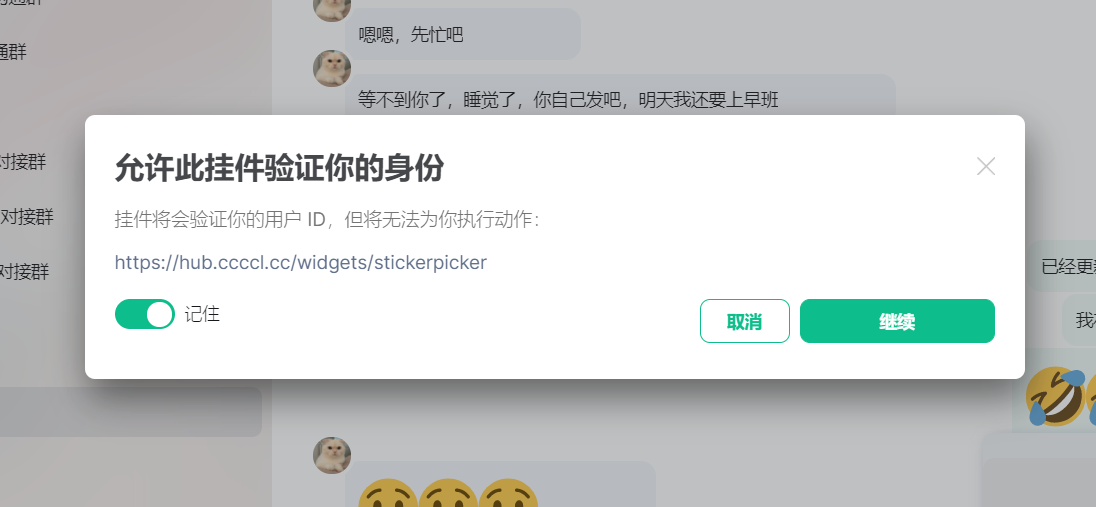 通群
嗯嗯，先忙吧
等不到你了，睡觉了，你自己发吧，明天我还要上早班
允许此挂件验证你的身份
对接群
挂件将会验证你的用户 ID，但将无法为你执行动作：
对接群
https://hub.ccccl.cc/widgets/stickerpicker
对接群
已经更
记住
取消
继续
我